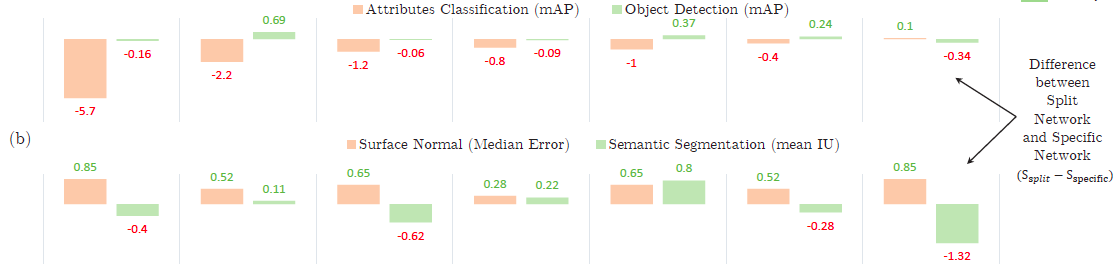 Attributes Classification (mAP) Object Detection (mAP)
-5.7 -0.16 -2.2 0.69 -1.2 -0.06 -0.8 -0.09 -1 0.37 -0.4 0.24 0.1 -0.34
Difference
between
Split
Network
and Specific
Network
(Ssplit − Sspecific)
(b)
Surface Normal (Median Error) Semantic Segmentation (mean IU)
0.85 -0.4 0.52 0.11 0.65 -0.62 0.28 0.22 0.65 0.8 0.52 -0.28 0.85 -1.32